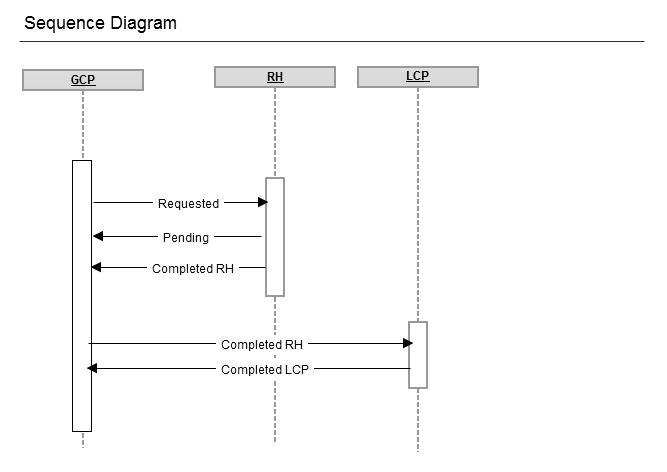 Sequence Diagram
GCP
RH
LCP
Requested
Pending
Completed RH
Completed RH
Completed LCP